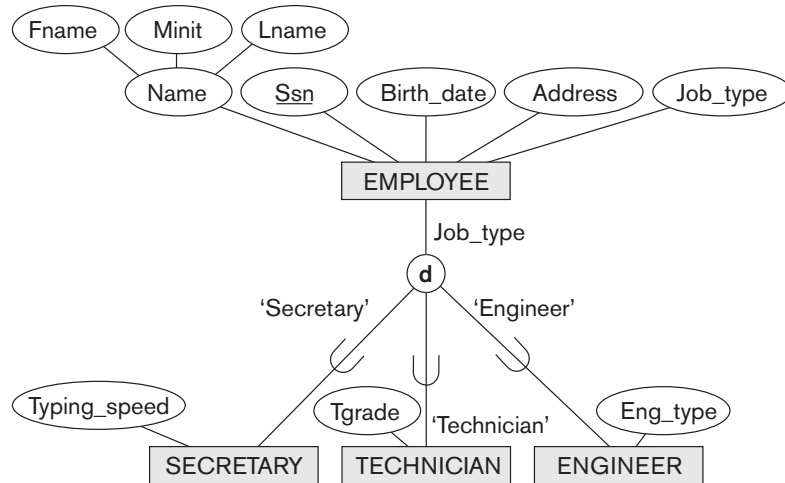 Fname Minit Lname
Name Ssn Birth_date Address Job_type
EMPLOYEE
Job_type
d
‘Secretary’ ‘Engineer’
Typing_speed Tgrade ‘Technician’ Eng_type
SECRETARY TECHNICIAN ENGINEER